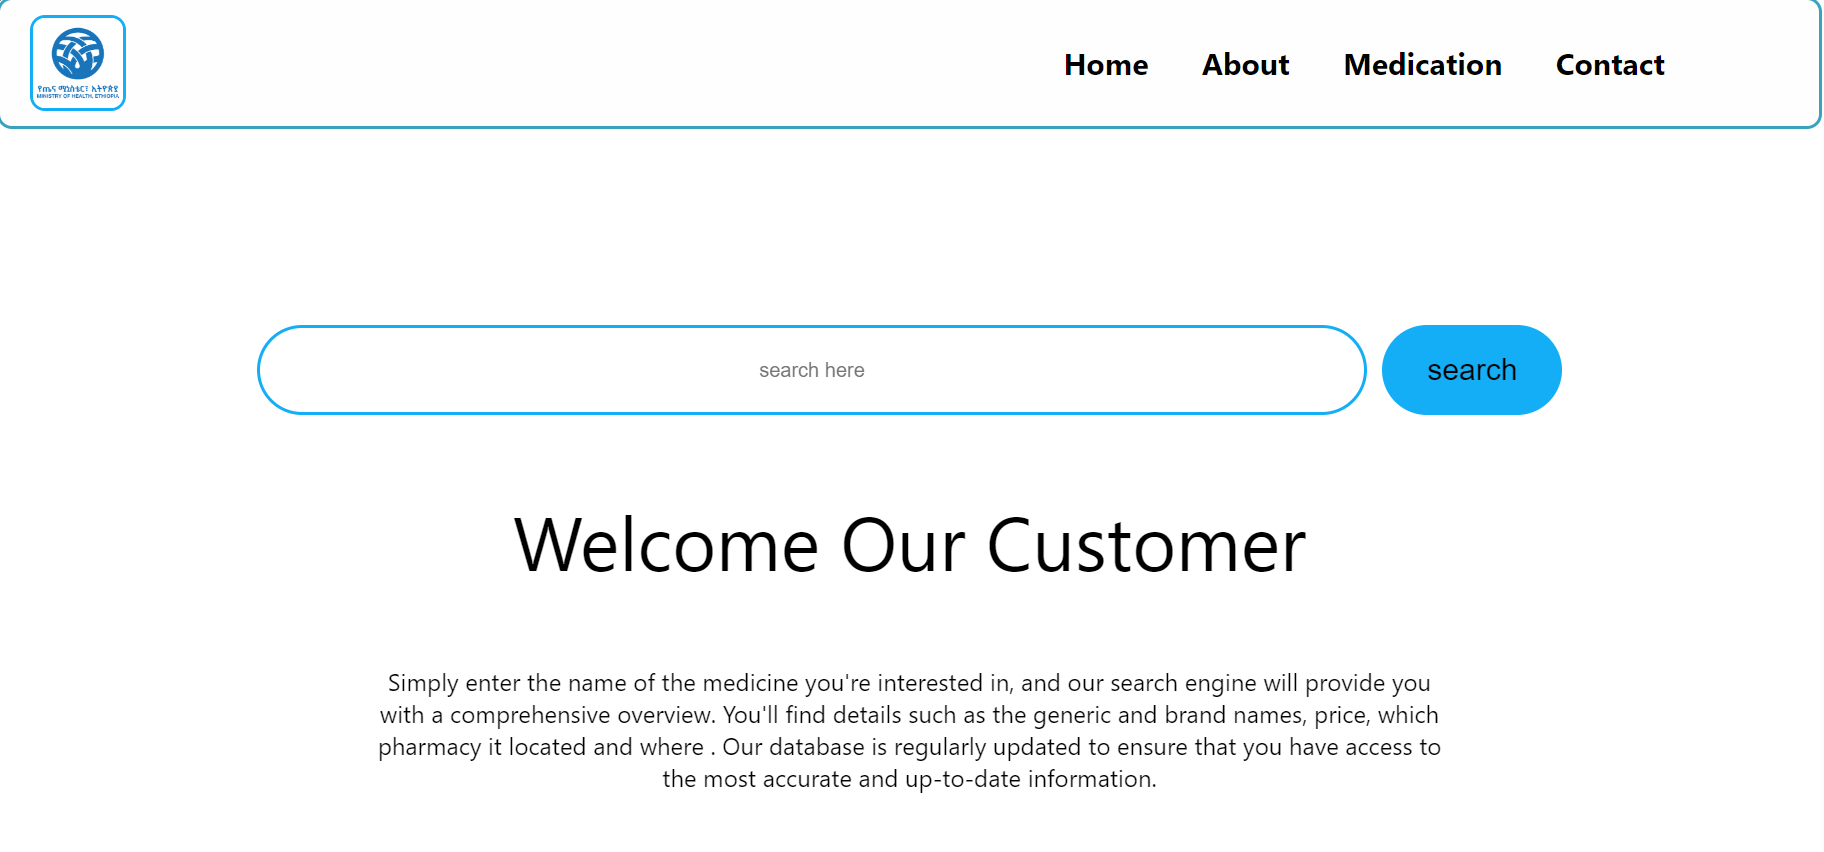 የጤና ሚኒስቴር፣ ኢትዮጵያ
MINISTRY OF HEALTH, ETHIOPIA
Home About Medication Contact
search here search
Welcome Our Customer
Simply enter the name of the medicine you're interested in, and our search engine will provide you
with a comprehensive overview. You'll find details such as the generic and brand names, price, which
pharmacy it located and where . Our database is regularly updated to ensure that you have access to
the most accurate and up-to-date information.